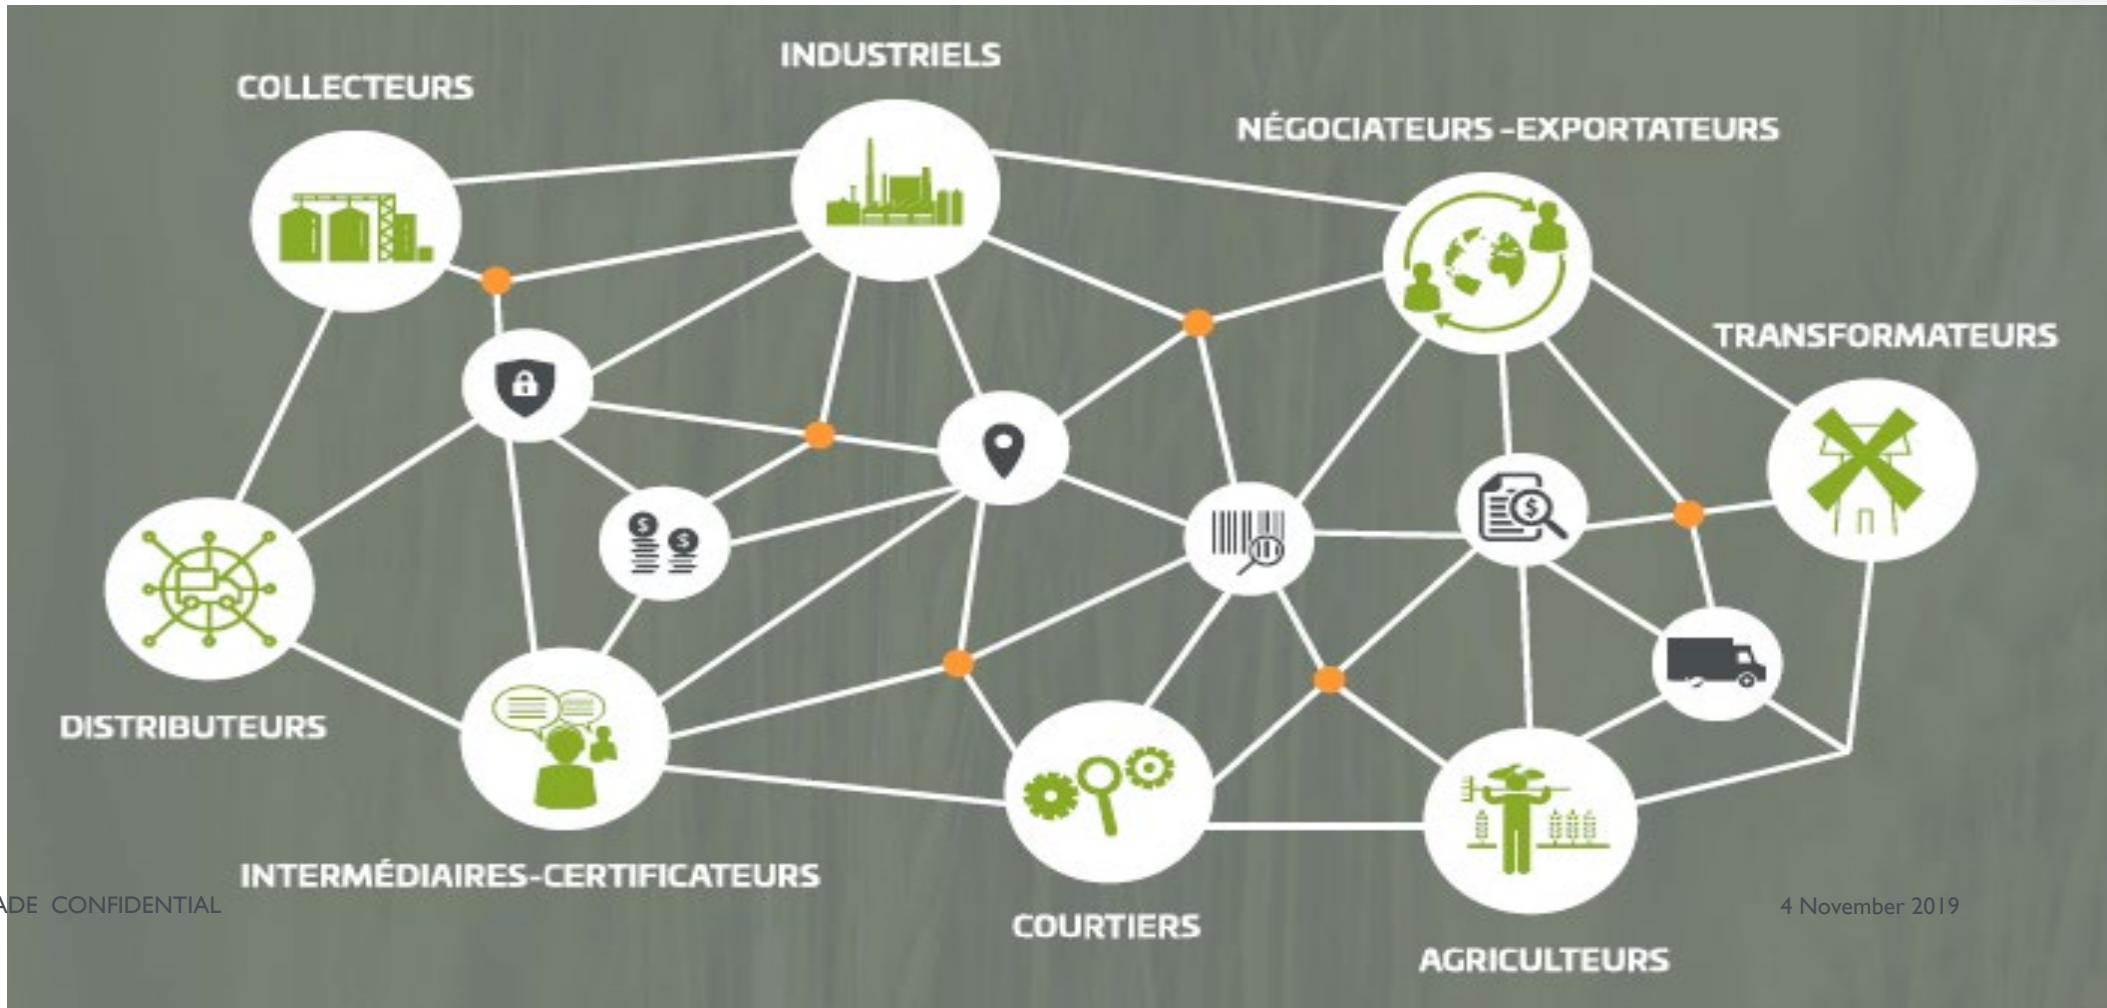 INDUSTRIELS
COLLECTEURS
NÉGOCIATEURS -EXPORTATEURS
TRANSFORMATEURS
DISTRIBUTEURS
INTERMÉDIAIRES-CERTIFICATEURS
COURTIERS
AGRICULTEURS
ADE CONFIDENTIAL
4 November 2019
$
$
$